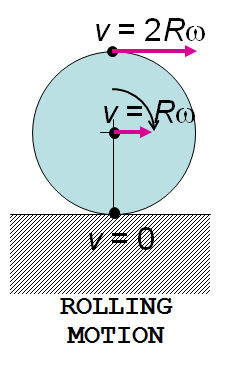 v = 2Rω
v = Rω
v = 0
ROLLING
MOTION